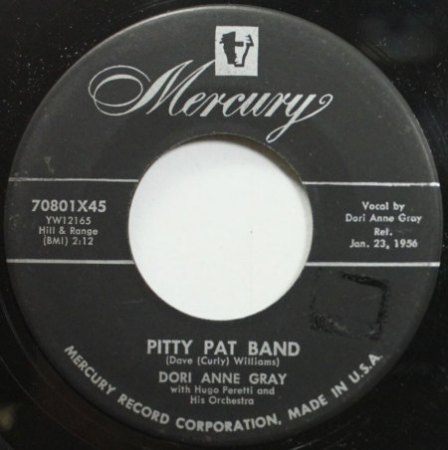 Mercury
70801X45
YW12165
Hill & Range
(BMI) 2:12
Vocal by
Dori Anne Gray
Ref.
Jan. 23, 1956
PITTY PAT BAND
(Dave (Curly) Williams)
DORI ANNE GRAY
with Hugo Peretti and
His Orchestra
MERCURY RECORD CORPORATION, MADE IN U.S.A.